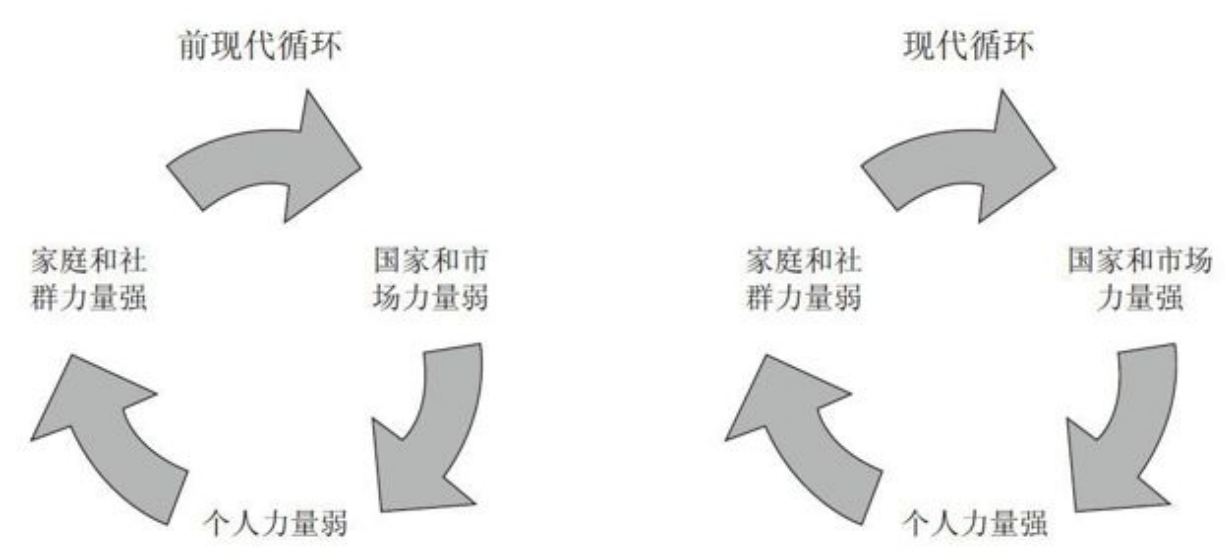 前现代循环
家庭和社
群力量强
国家和市
场力量弱
个人力量弱
现代循环
家庭和社
群力量弱
国家和市场
力量强
个人力量强